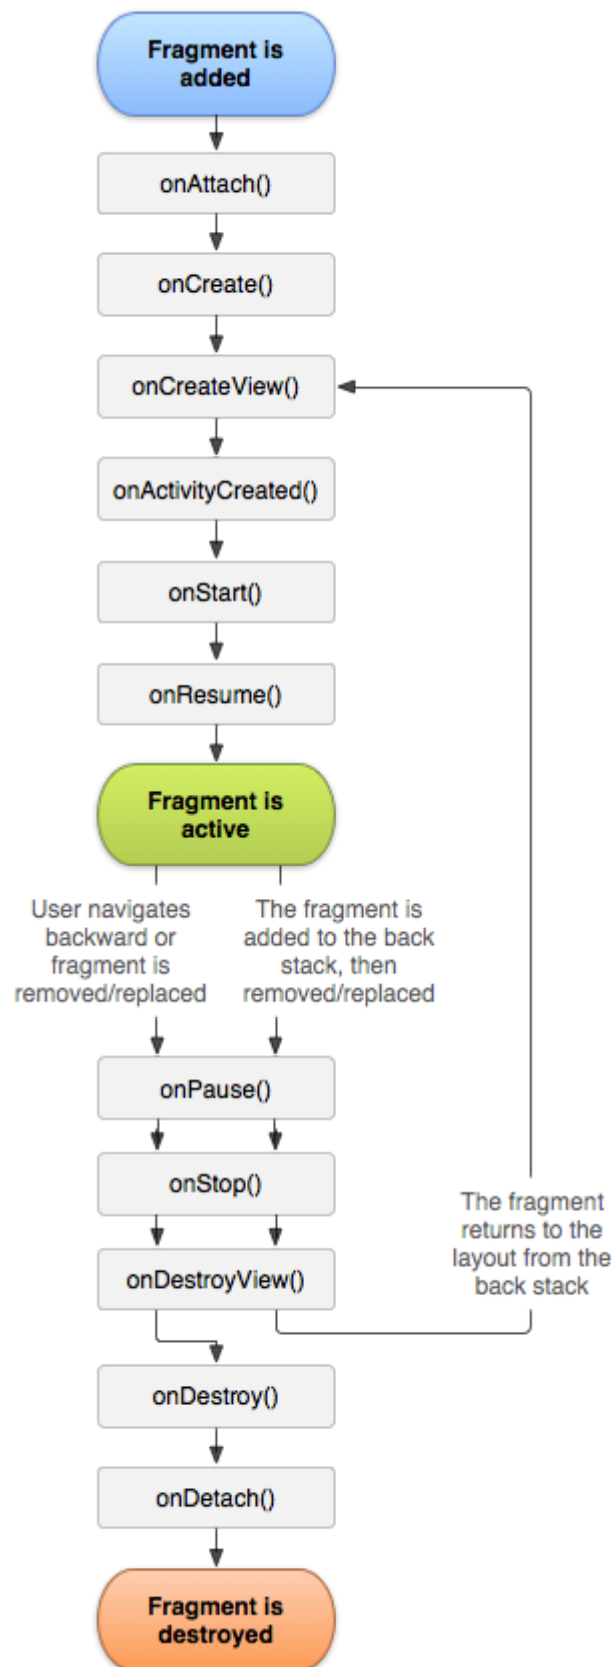 Fragment is
added
onAttach()
onCreate()
onCreateView()
onActivityCreated()
onStart()
onResume()
Fragment is
active
User navigates
backward or
fragment is
removed/replaced
The fragment is
added to the back
stack, then
removed/replaced
onPause()
onStop()
onDestroyView()
The fragment
returns to the
layout from the
back stack
onDestroy()
onDetach()
Fragment is
destroyed